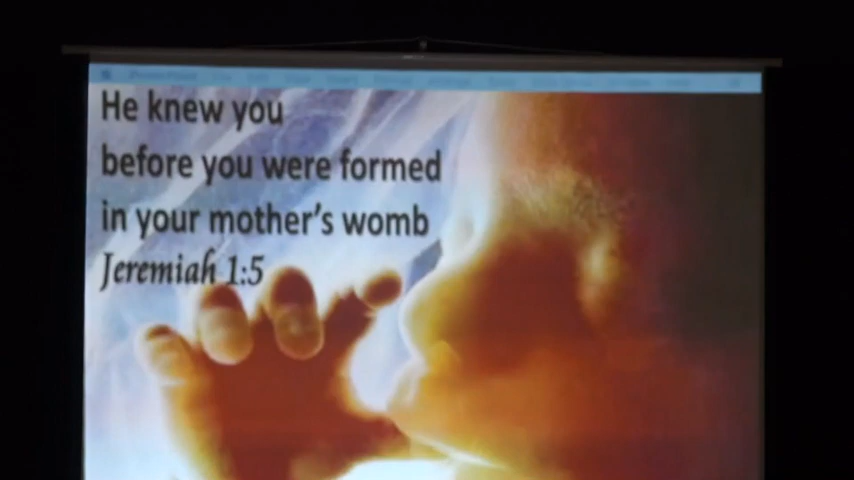 He knew you
before you were formed
in your mother's womb
Jeremiah 1:5